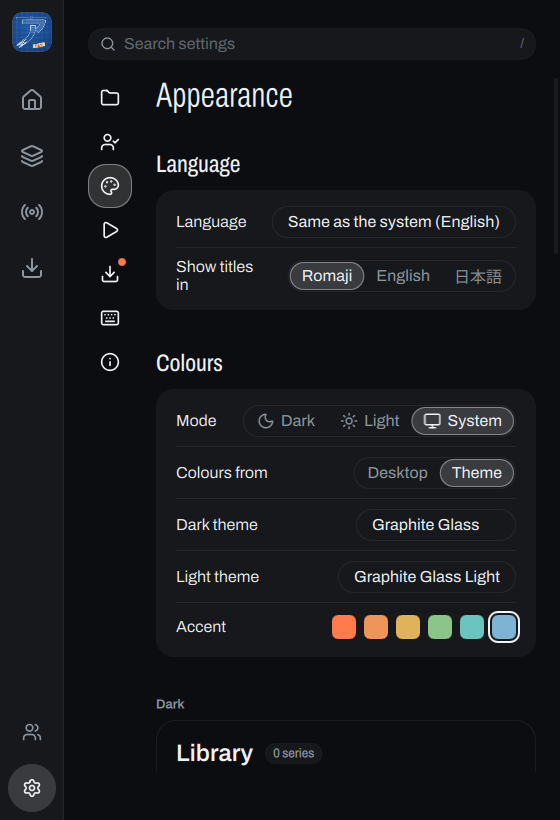 Search settings /
Appearance
Language
Language Same as the system (English)
Show titles
in
Romaji English 日本語
Colours
Mode Dark Light System
Colours from Desktop Theme
Dark theme Graphite Glass
Light theme Graphite Glass Light
Accent
Dark
Library 0 series